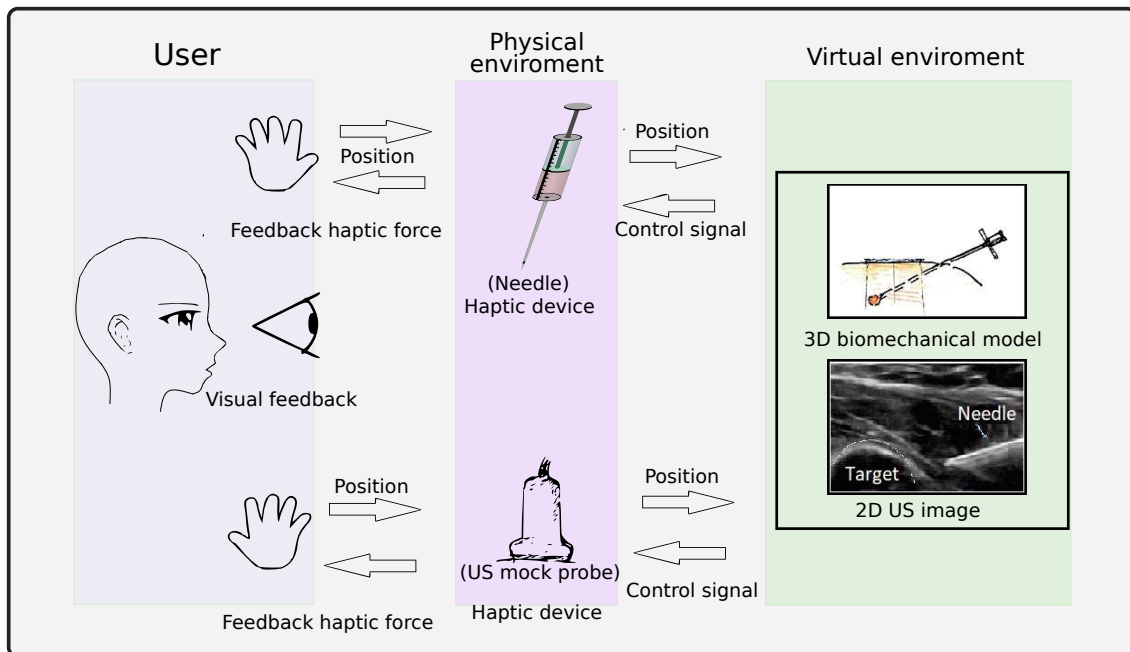 User
Physical
enviroment
Virtual enviroment
Position
Feedback haptic force
Position
Control signal
(Needle)
Haptic device
3D biomechanical model
Visual feedback
Needle
Target
2D US image
Position
Feedback haptic force
Position
Control signal
(US mock probe)
Haptic device